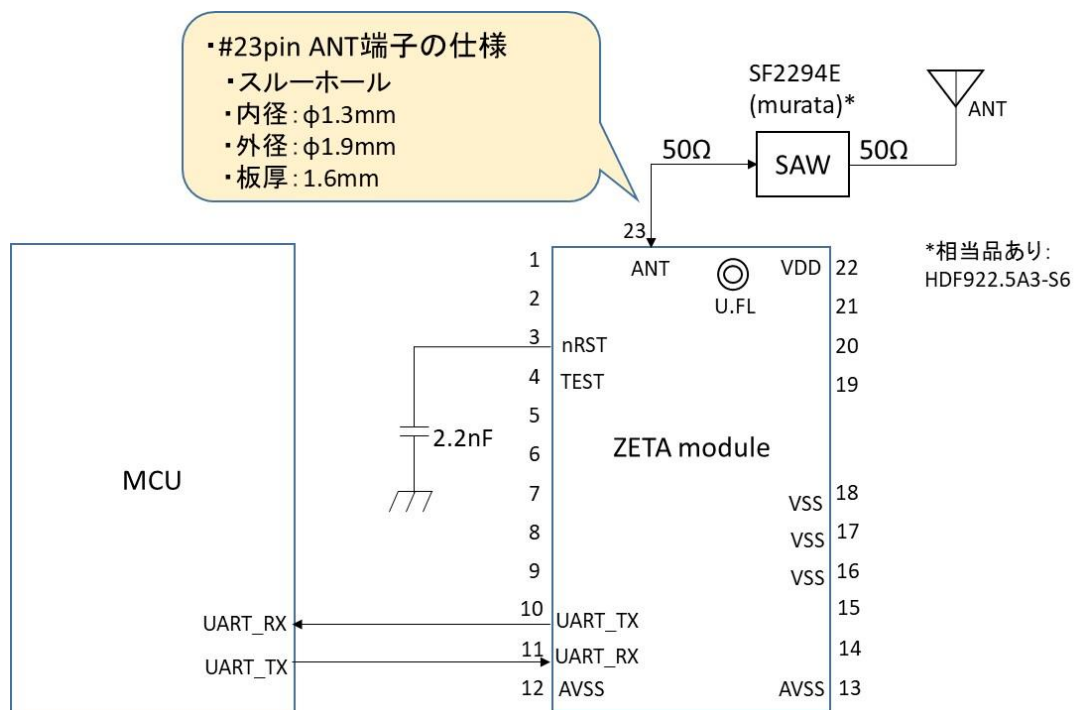 ・#23pin ANT端子の仕様
・スルーホール
・内径：φ1.3mm
・外径：φ1.9mm
・板厚：1.6mm
SF2294E
(murata)*
ANT
50Ω
SAW
50Ω
*相当品あり：
HDF922.5A3-S6
23
ANT
U.FL
VDD
22
21
20
19
1
2
3
nRST
4
TEST
5
6
7
8
9
2.2nF
ZETA module
MCU
VSS
18
VSS
17
VSS
16
15
14
UART_RX
10
UART_TX
UART_TX
11
UART_RX
12
AVSS
AVSS
13